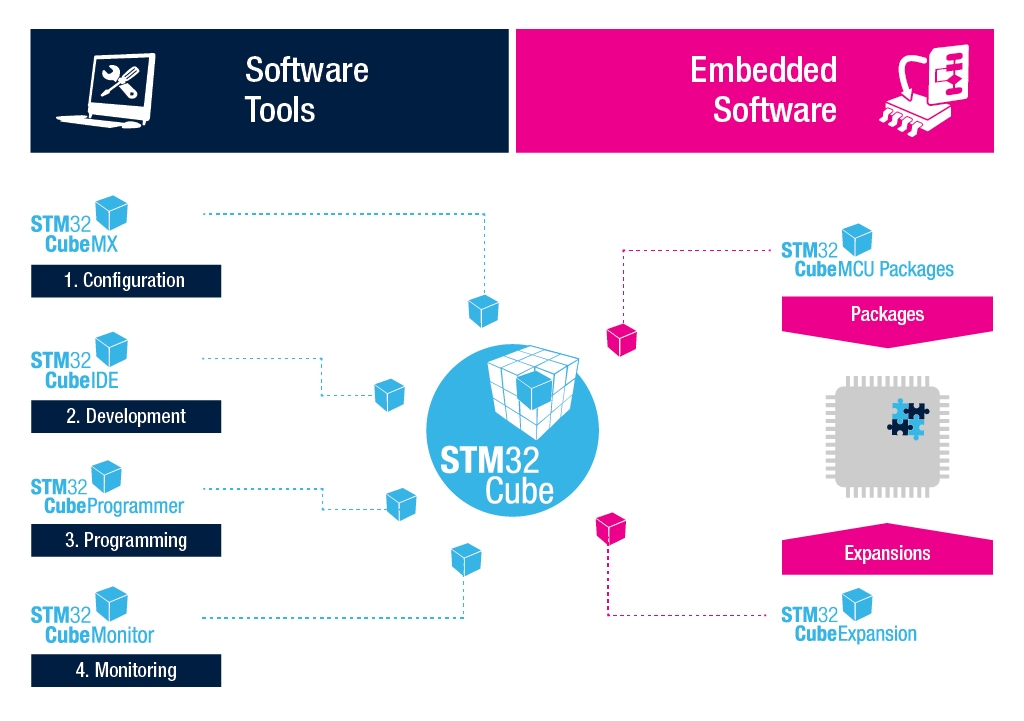 Software
Tools
Embedded
Software
STM32
CubeMX
1. Configuration
STM32
CubeIDE
2. Development
STM32
CubeProgrammer
3. Programming
STM32
CubeMonitor
4. Monitoring
STM32
Cube
STM32
CubeMCU Packages
Packages
Expansions
STM32
CubeExpansion